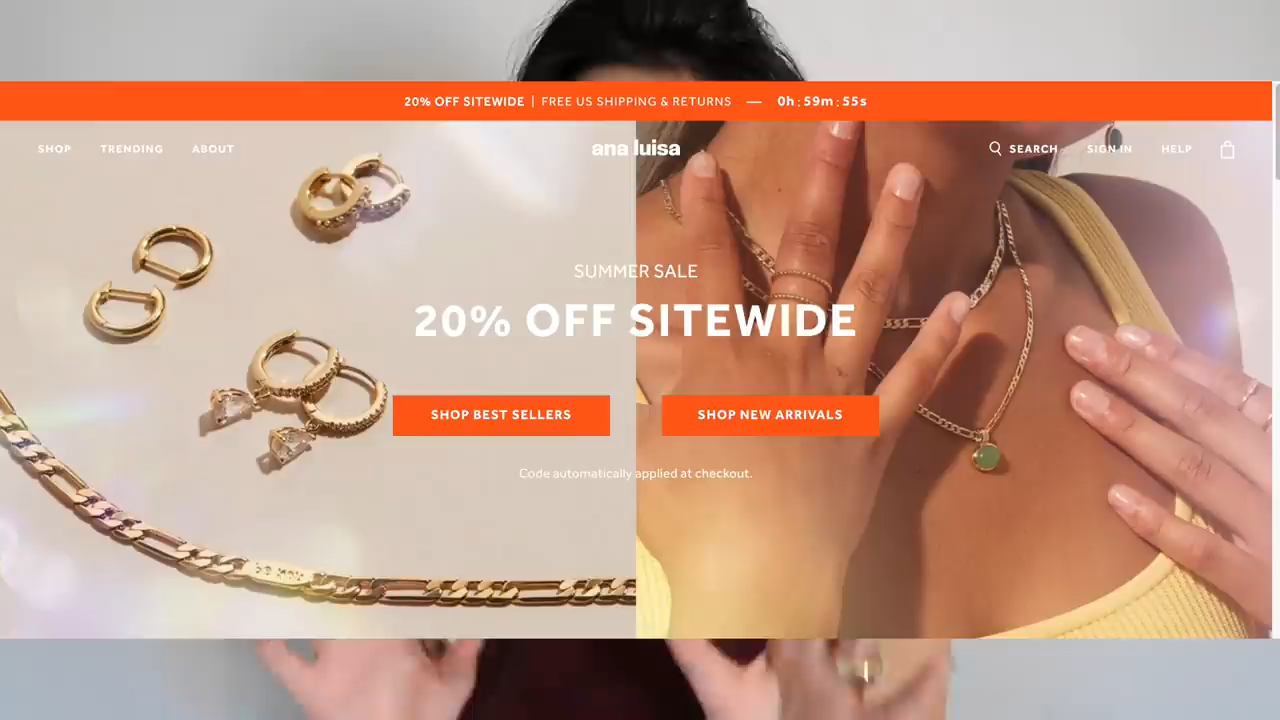 20% OFF SITEWIDE | FREE US SHIPPING & RETURNS — 0h : 59m : 55s
SHOP TRENDING ABOUT ana luisa SEARCH SIGN IN HELP
SUMMER SALE
20% OFF SITEWIDE
SHOP BEST SELLERS SHOP NEW ARRIVALS
Code automatically applied at checkout.